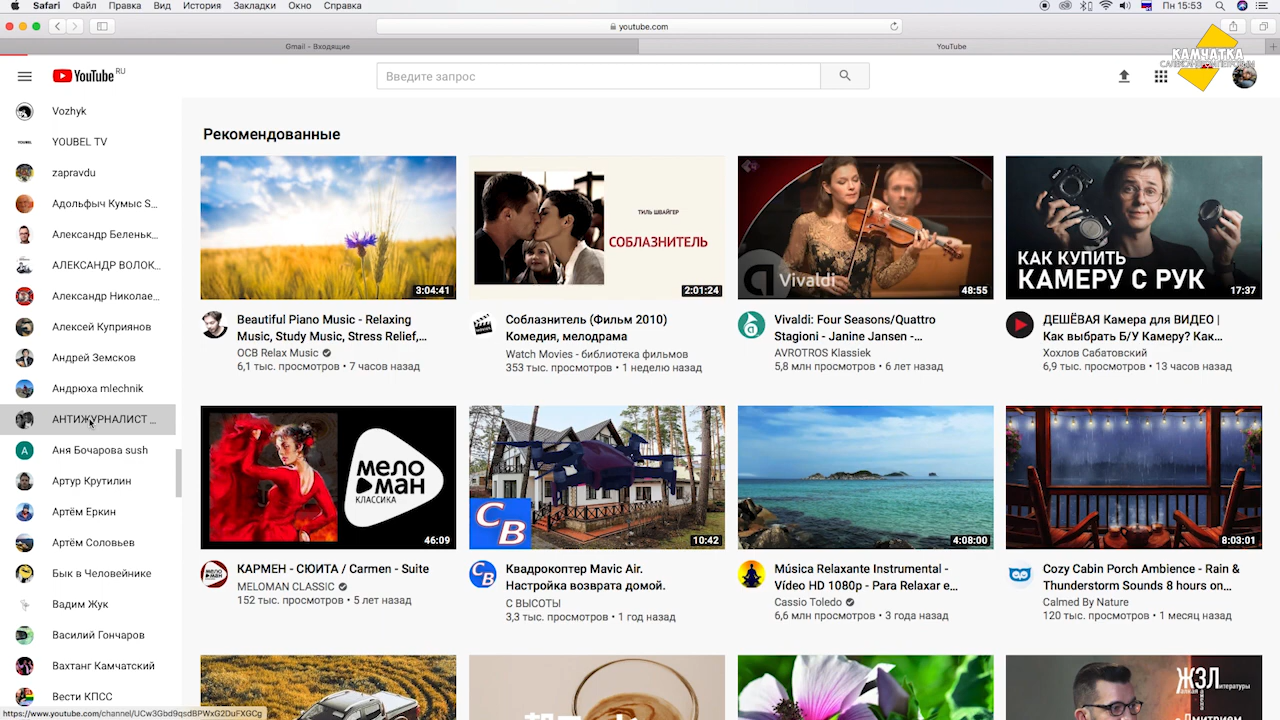 Safari Файл Правка Вид История Закладки Окно Справка Пн 15:53
youtube.com
Gmail - Входящие YouTube
КАМЧАТКА
YouTube RU Введите запрос
Vozhyk
YOUBEL TV
zapravdu
Адольфыч Кумыс S...
Александр Беленьк...
АЛЕКСАНДР ВОЛОК...
Александр Николае...
Алексей Куприянов
Андрей Земсков
Андрюха mlechnik
АНТИЖУРНАЛИСТ ...
Аня Бочарова sush
Артур Крутилин
Артём Еркин
Артём Соловьев
Бык в Человейнике
Вадим Жук
Василий Гончаров
Вахтанг Камчатский
Вести КПСС
https://www.youtube.com/channel/UCw3Gbd9qsdBPWxG2DuFXGCg
Рекомендованные
3:04:41
Beautiful Piano Music - Relaxing
Music, Study Music, Stress Relief,...
OCB Relax Music
6,1 тыс. просмотров • 7 часов назад
ТИЛЬ ШВАЙГЕР
СОБЛАЗНИТЕЛЬ
2:01:24
Соблазнитель (Фильм 2010)
Комедия, мелодрама
Watch Movies - библиотека фильмов
353 тыс. просмотров • 1 неделю назад
Vivaldi
48:55
Vivaldi: Four Seasons/Quattro
Stagioni - Janine Jansen -...
AVROTROS Klassiek
5,8 млн просмотров • 6 лет назад
КАК КУПИТЬ
КАМЕРУ С РУК
17:37
ДЕШЁВАЯ Камера для ВИДЕО |
Как выбрать Б/У Камеру? Как...
Хохлов Сабатовский
6,9 тыс. просмотров • 13 часов назад
мело
ман
КЛАССИКА
46:09
КАРМЕН - СЮИТА / Carmen - Suite
MELOMAN CLASSIC
152 тыс. просмотров • 5 лет назад
СВ
10:42
Квадрокоптер Mavic Air.
Настройка возврата домой.
С ВЫСОТЫ
3,3 тыс. просмотров • 1 год назад
4:08:00
Música Relaxante Instrumental -
Vídeo HD 1080p - Para Relaxar e...
Cassio Toledo
6,6 млн просмотров • 3 года назад
8:03:01
Cozy Cabin Porch Ambience - Rain &
Thunderstorm Sounds 8 hours on...
Calmed By Nature
120 тыс. просмотров • 1 месяц назад
ЖЗЛ